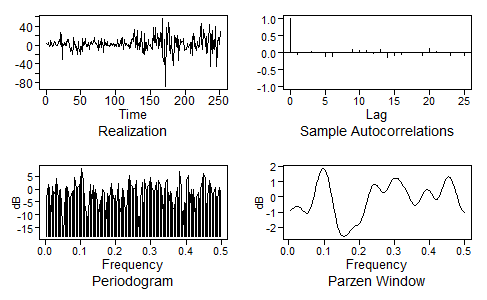 40
0
-40
-80
0 50 100 150 200 250
Time
Realization
1.0
0.5
0.0
-0.5
-1.0
0 5 10 15 20 25
Lag
Sample Autocorrelations
5
0
-5
-10
-15
dB
0.0 0.1 0.2 0.3 0.4 0.5
Frequency
Periodogram
2
1
0
-1
-2
dB
0.0 0.1 0.2 0.3 0.4 0.5
Frequency
Parzen Window